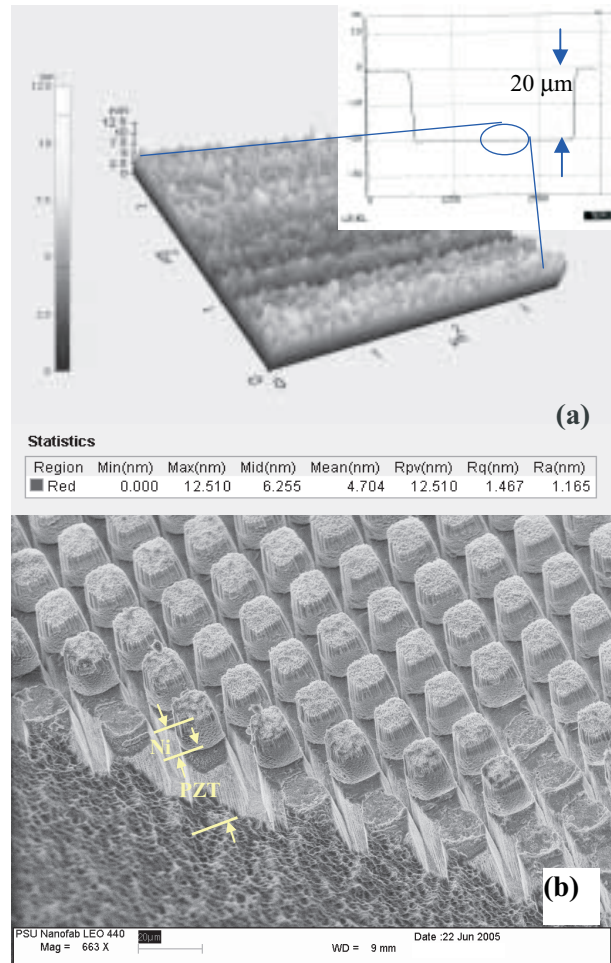 20 µm
(a)
Statistics
Region Min(nm) Max(nm) Mid(nm) Mean(nm) Rpv(nm) Rq(nm) Ra(nm)
Red 0.000 12.510 6.255 4.704 12.510 1.467 1.165
Ni
PZT
(b)
PSU Nanofab LEO 440
Mag = 663 X
20µm
WD = 9 mm
Date :22 Jun 2005